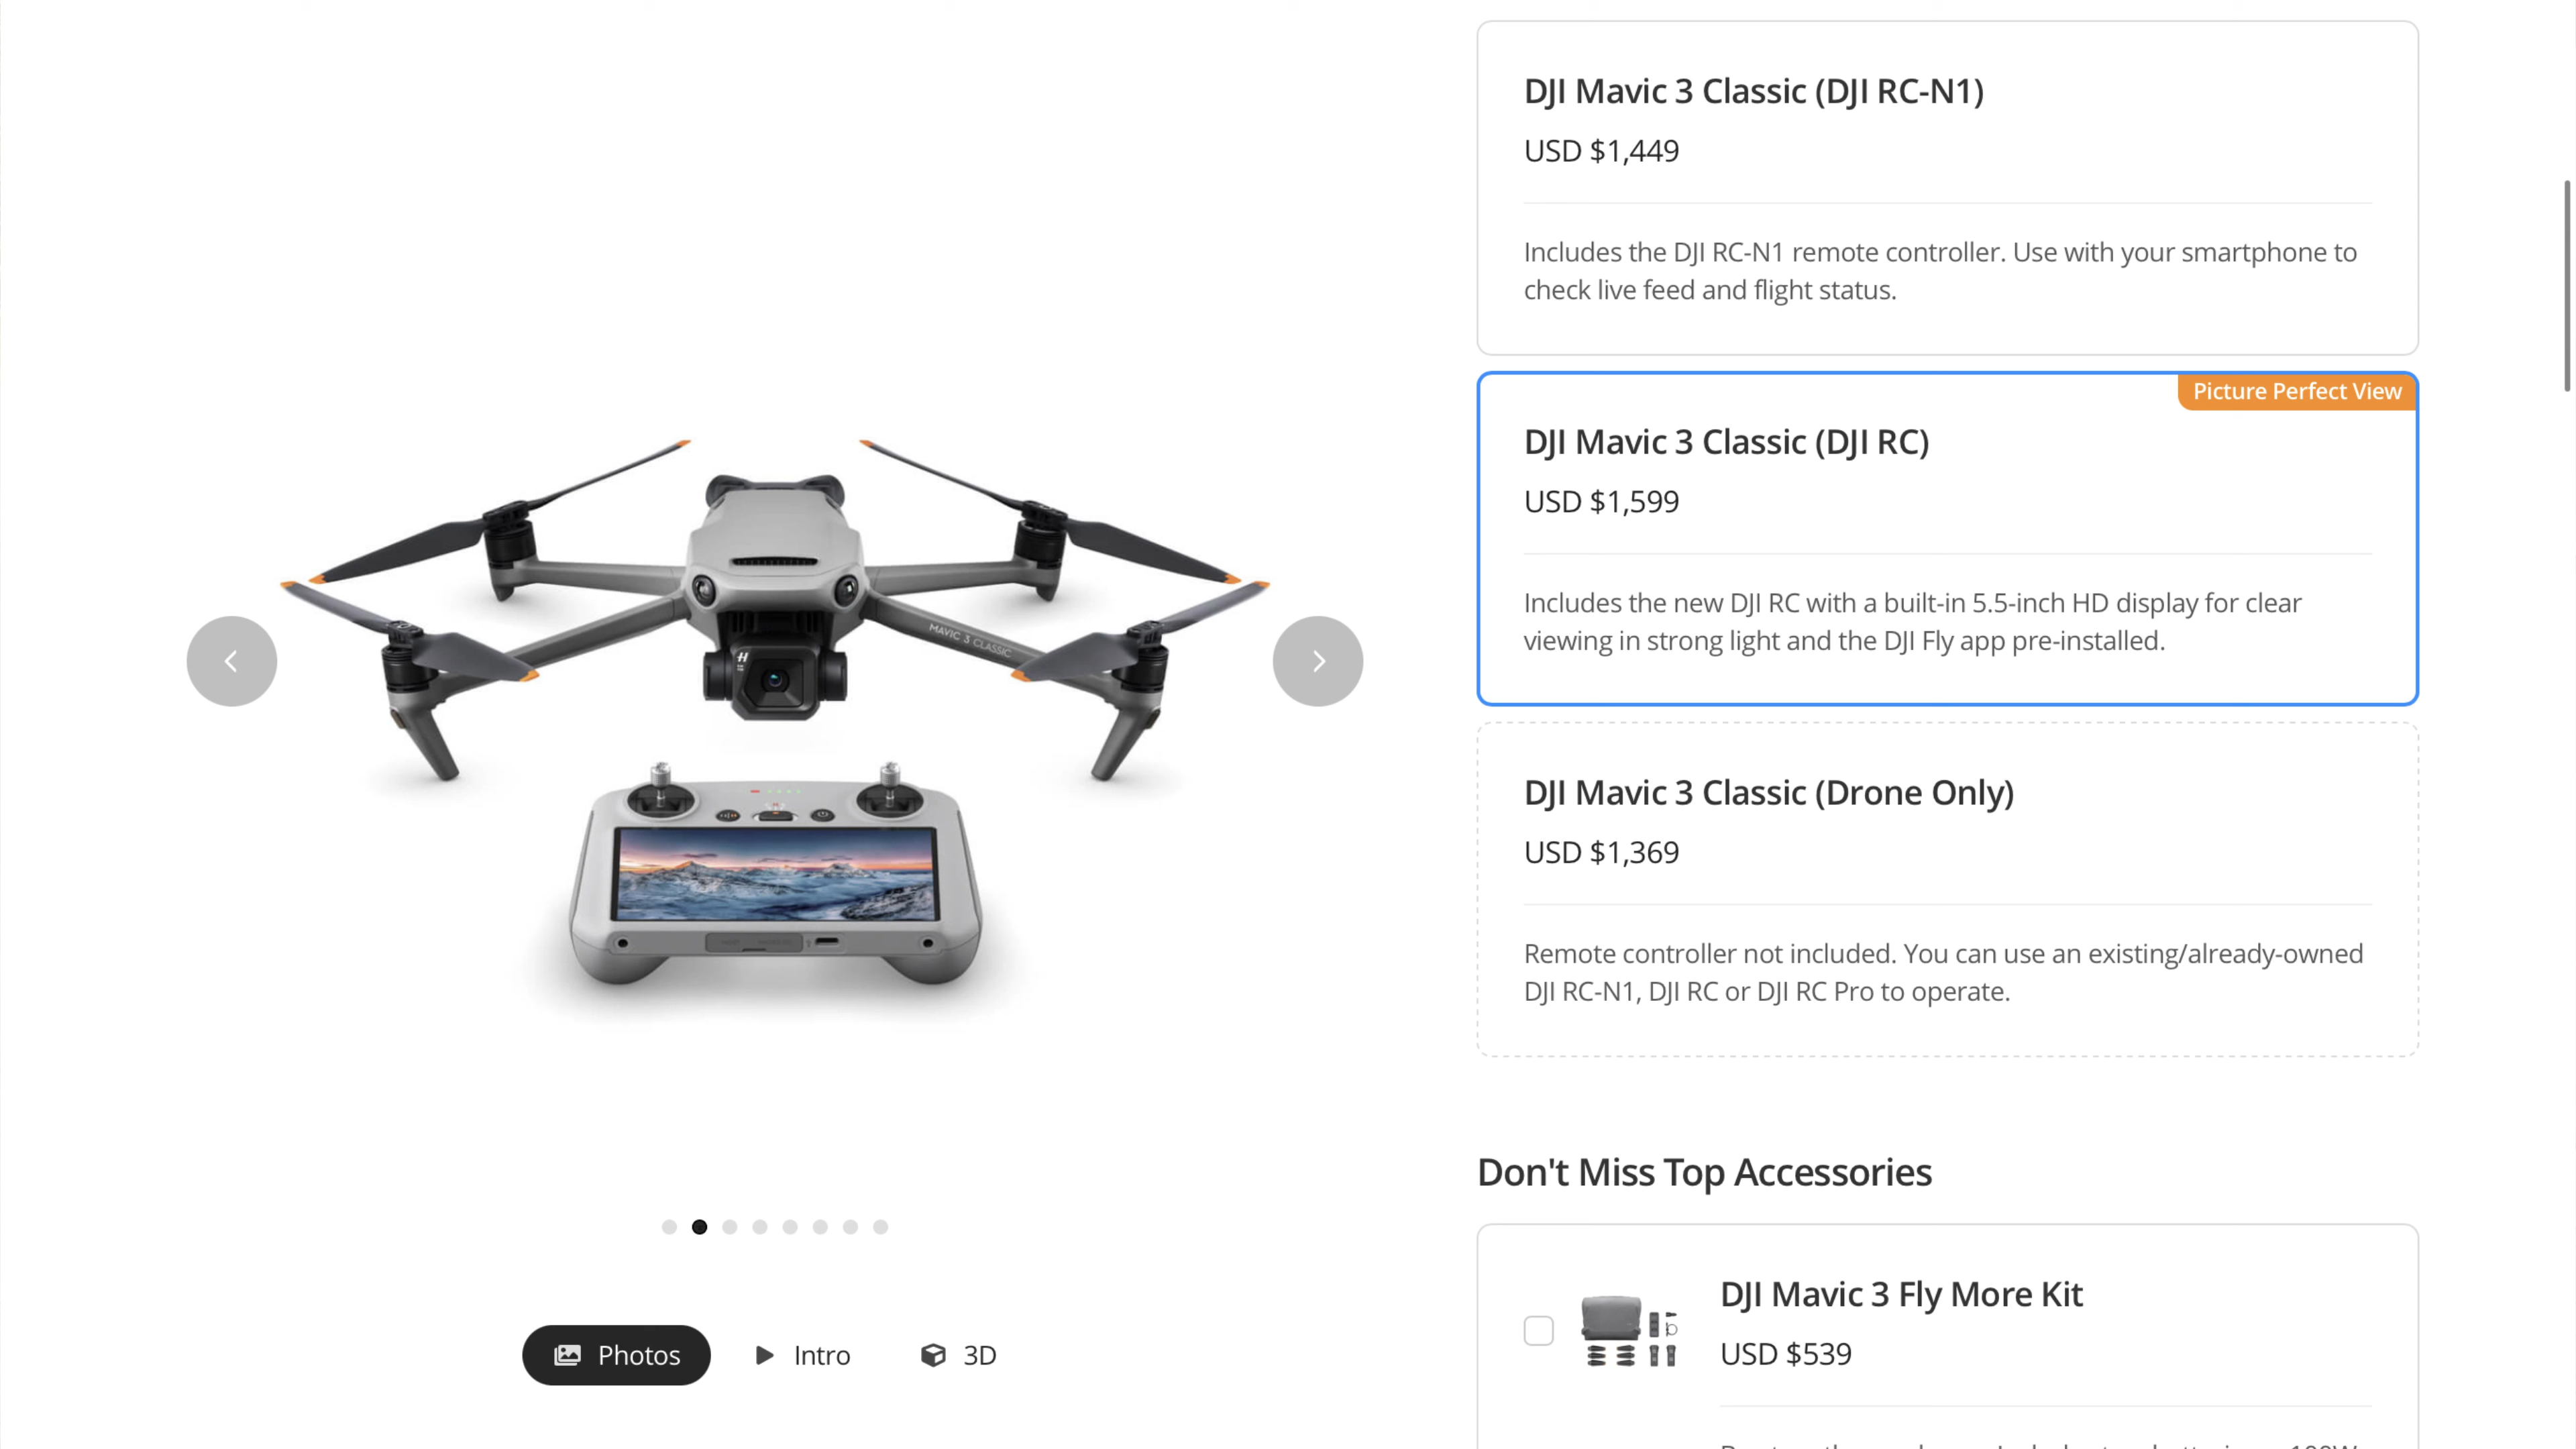 DJI Mavic 3 Classic (DJI RC-N1)
USD $1,449
Includes the DJI RC-N1 remote controller. Use with your smartphone to
check live feed and flight status.
Picture Perfect View
DJI Mavic 3 Classic (DJI RC)
USD $1,599
Includes the new DJI RC with a built-in 5.5-inch HD display for clear
viewing in strong light and the DJI Fly app pre-installed.
MAVIC 3 CLASSIC
DJI Mavic 3 Classic (Drone Only)
USD $1,369
Remote controller not included. You can use an existing/already-owned
DJI RC-N1, DJI RC or DJI RC Pro to operate.
Don't Miss Top Accessories
DJI Mavic 3 Fly More Kit
USD $539
Photos
Intro
3D